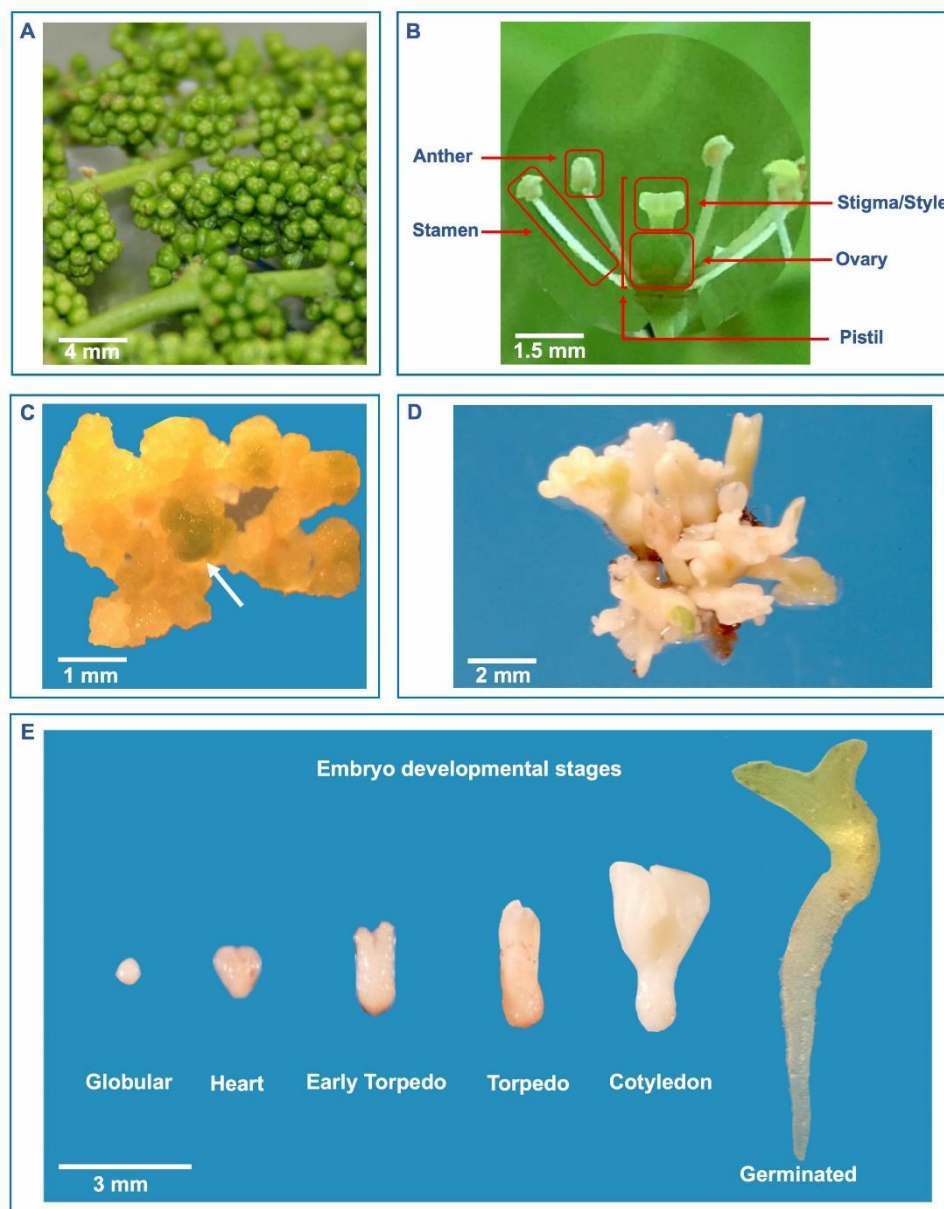 A
4 mm
B
Anther
Stamen
Stigma/Style
Ovary
Pistil
1.5 mm
C
1 mm
D
2 mm
E
Embryo developmental stages
Globular
Heart
Early Torpedo
Torpedo
Cotyledon
Germinated
3 mm